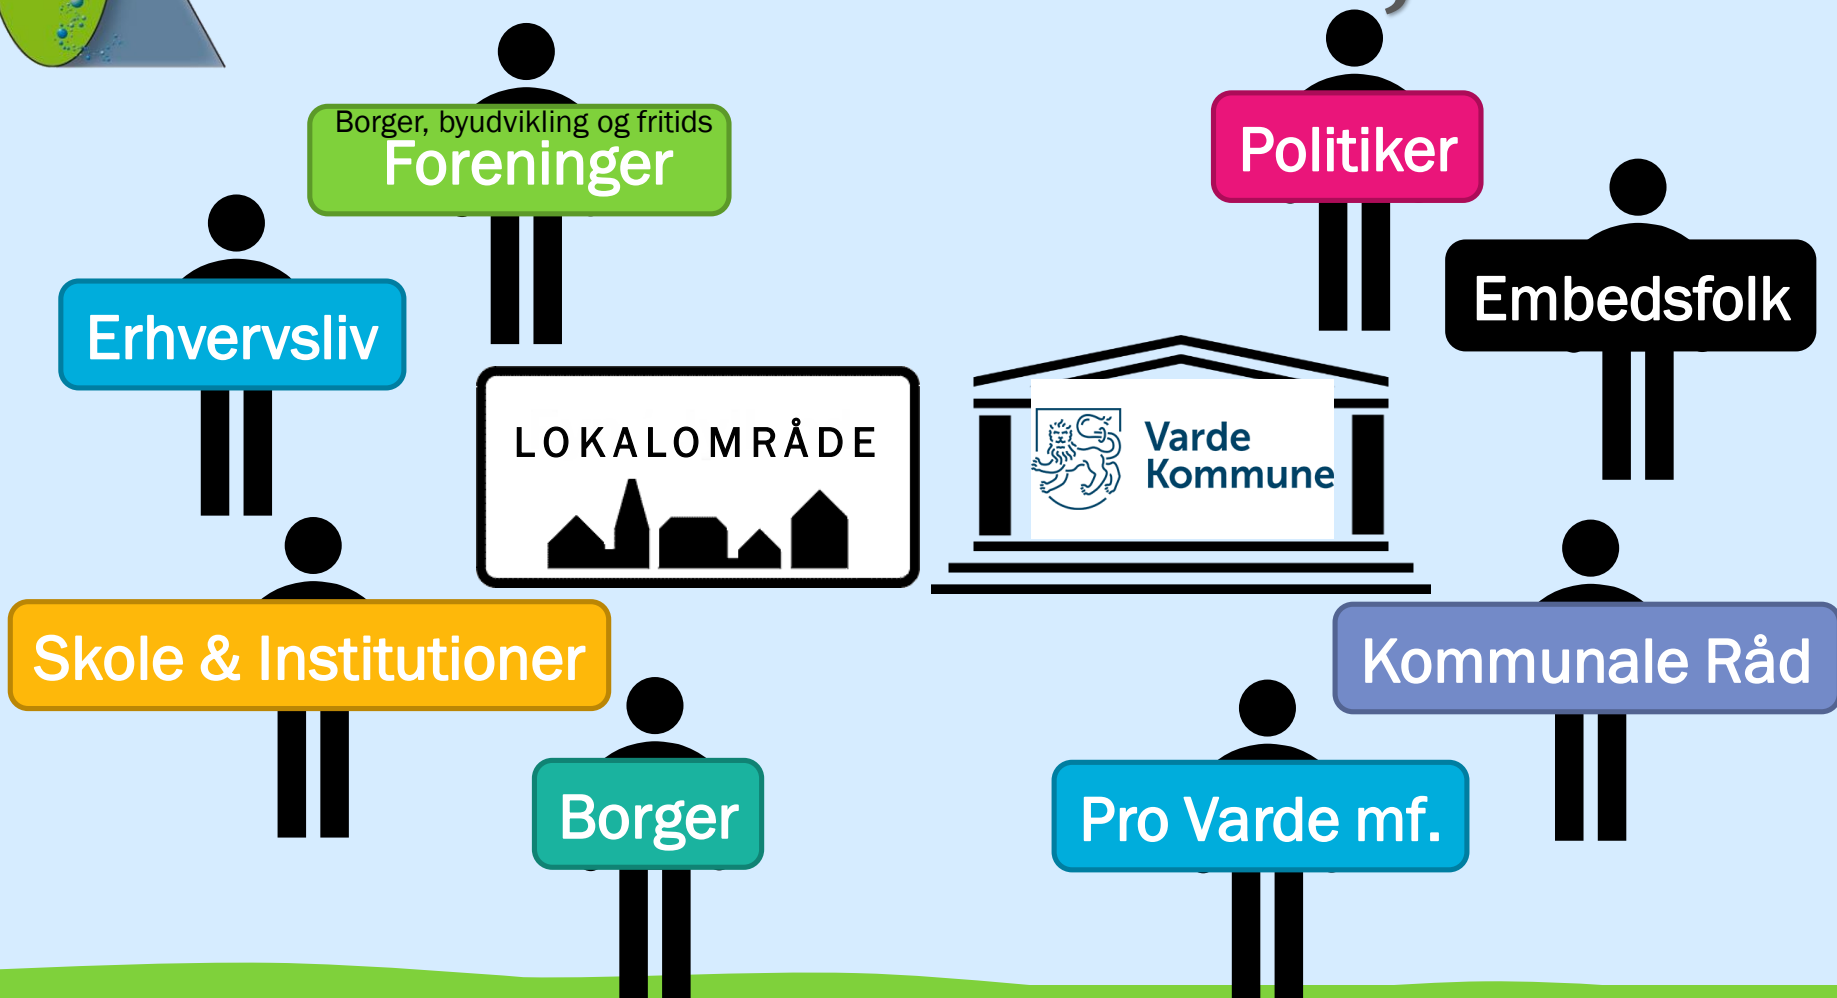 Borger, byudvikling og fritids
Foreninger
Politiker
Embedsfolk
Erhvervsliv
LOKALOMRÅDE
Varde
Kommune
Skole & Institutioner
Kommunale Råd
Borger
Pro Varde mf.